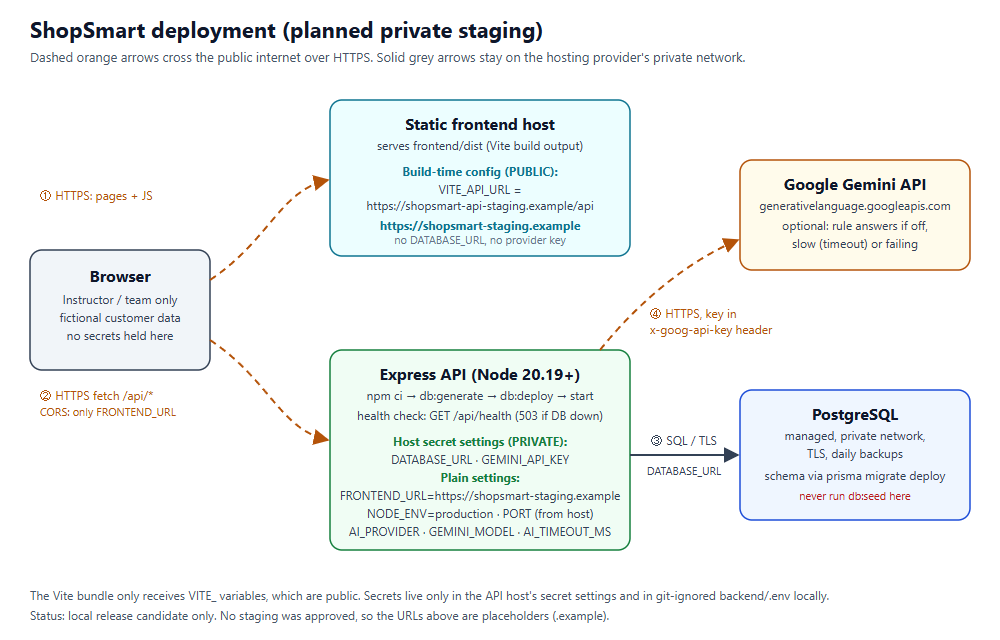 ShopSmart deployment (planned private staging)
Dashed orange arrows cross the public internet over HTTPS. Solid grey arrows stay on the hosting provider's private network.
Static frontend host
serves frontend/dist (Vite build output)
Build-time config (PUBLIC):
VITE_API_URL =
https://shopsmart-api-staging.example/api
https://shopsmart-staging.example
no DATABASE_URL, no provider key
① HTTPS: pages + JS
Google Gemini API
generativelanguage.googleapis.com
optional: rule answers if off,
slow (timeout) or failing
Browser
Instructor / team only
fictional customer data
no secrets held here
④ HTTPS, key in
x-goog-api-key header
② HTTPS fetch /api/*
CORS: only FRONTEND_URL
Express API (Node 20.19+)
npm ci → db:generate → db:deploy → start
health check: GET /api/health (503 if DB down)
Host secret settings (PRIVATE):
DATABASE_URL · GEMINI_API_KEY
Plain settings:
FRONTEND_URL=https://shopsmart-staging.example
NODE_ENV=production · PORT (from host)
AI_PROVIDER · GEMINI_MODEL · AI_TIMEOUT_MS
③ SQL / TLS
DATABASE_URL
PostgreSQL
managed, private network,
TLS, daily backups
schema via prisma migrate deploy
never run db:seed here
The Vite bundle only receives VITE_ variables, which are public. Secrets live only in the API host's secret settings and in git-ignored backend/.env locally.
Status: local release candidate only. No staging was approved, so the URLs above are placeholders (.example).